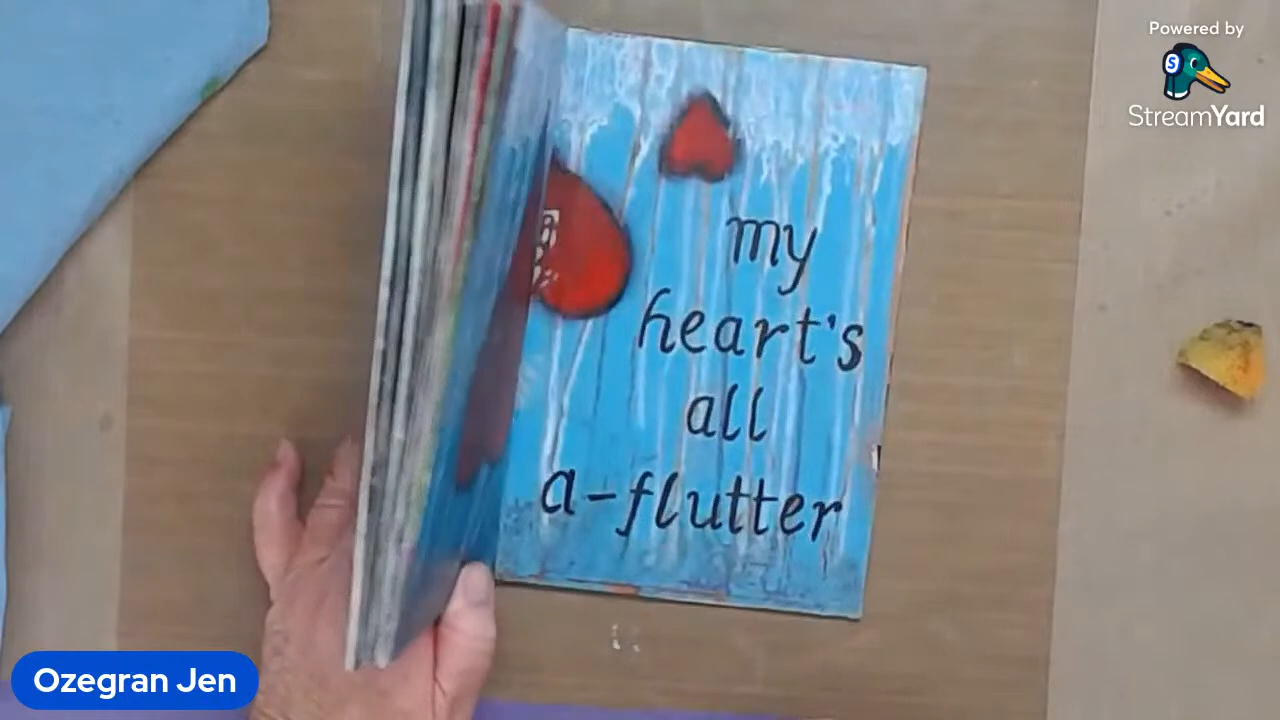 Powered by
StreamYard
my
heart's
all
a-flutter
Ozegran Jen